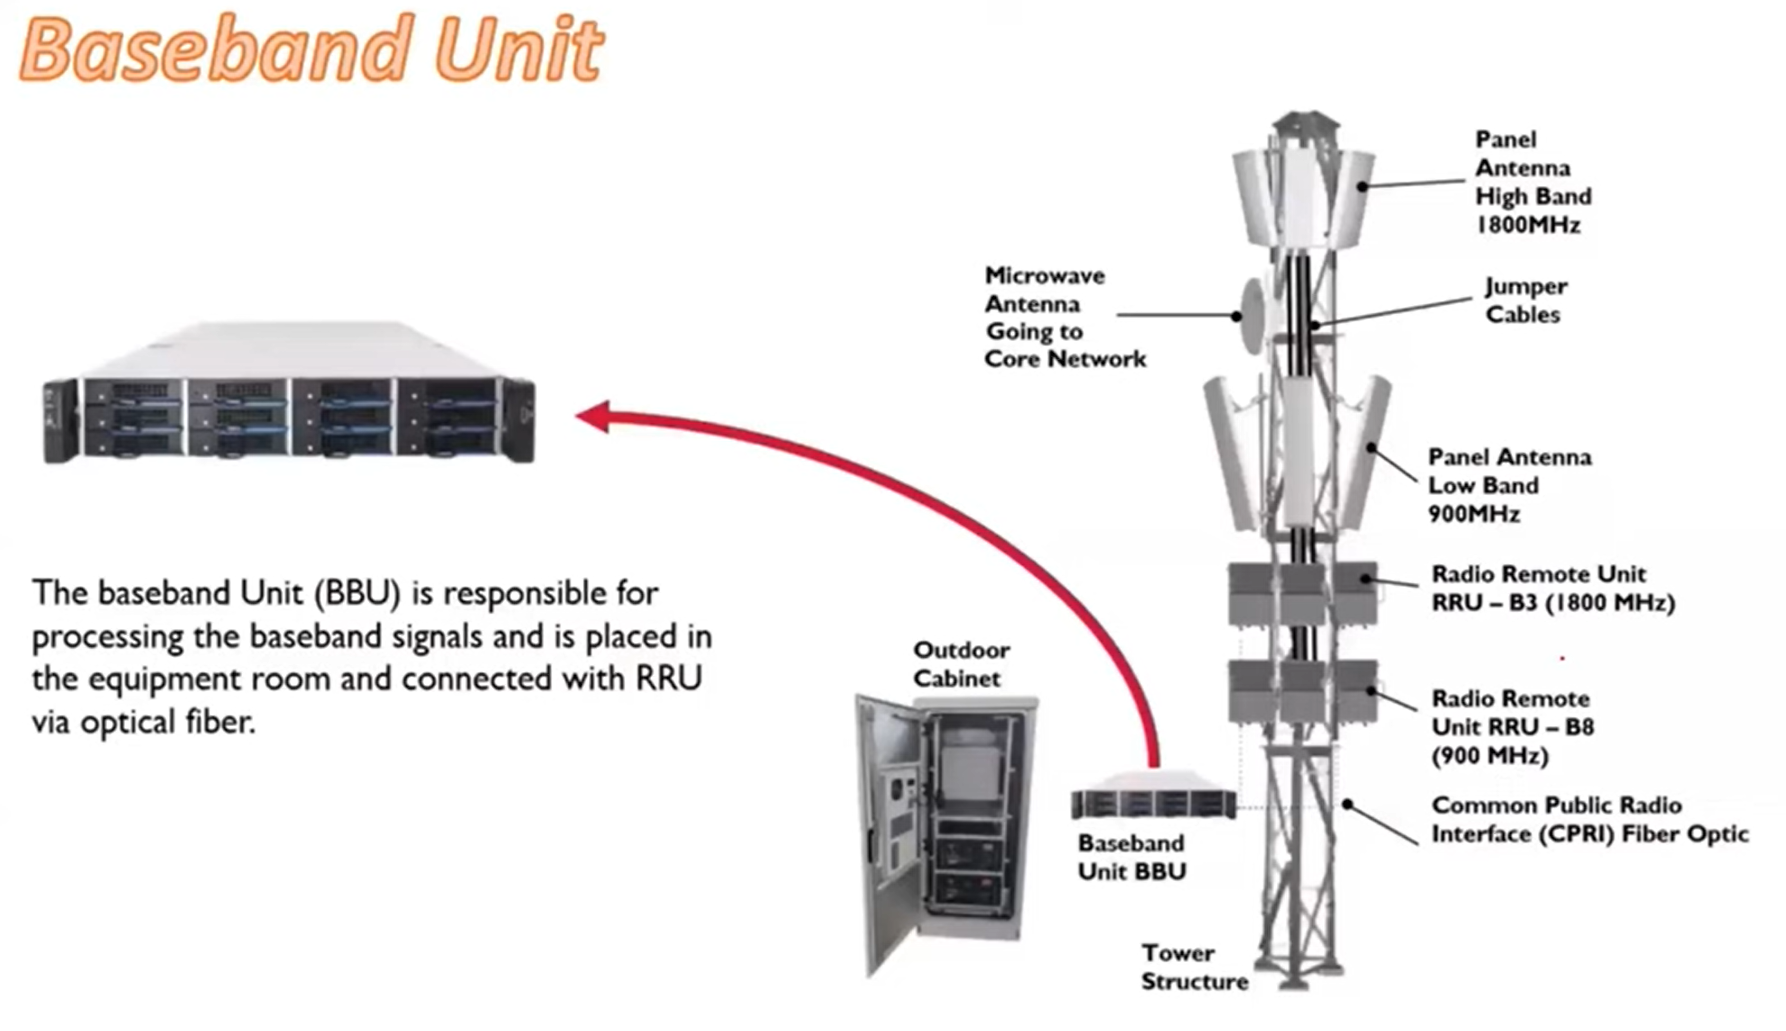 Baseband Unit
Panel
Antenna
High Band
1800MHz
Microwave
Antenna
Going to
Core Network
Jumper
Cables
Panel Antenna
Low Band
900MHz
Radio Remote Unit
RRU – B3 (1800 MHz)
The baseband Unit (BBU) is responsible for
processing the baseband signals and is placed in
the equipment room and connected with RRU
via optical fiber.
Outdoor
Cabinet
Radio Remote
Unit RRU – B8
(900 MHz)
Common Public Radio
Interface (CPRI) Fiber Optic
Baseband
Unit BBU
Tower
Structure